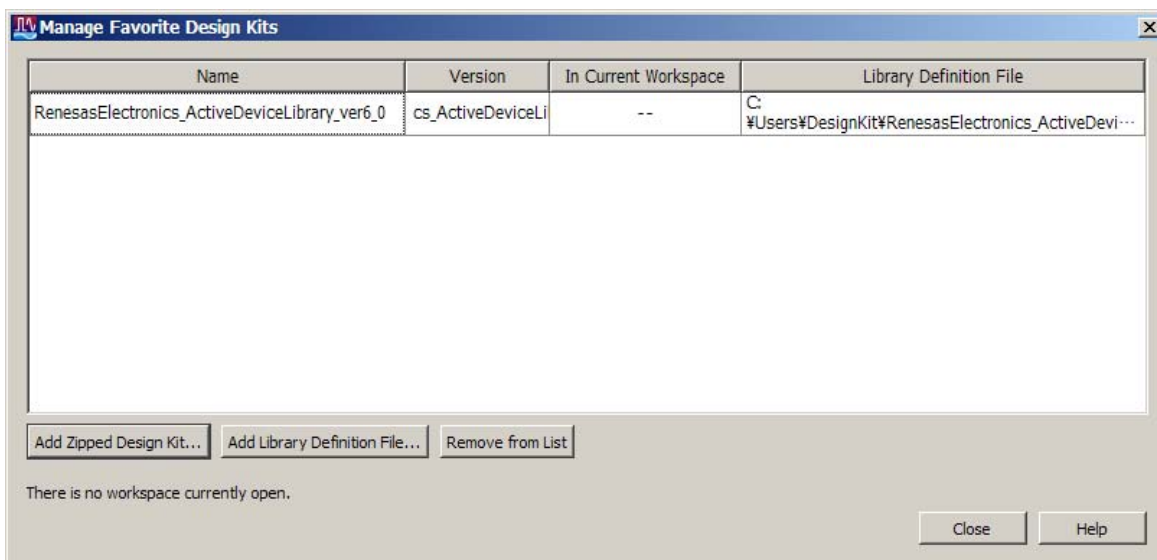 Manage Favorite Design Kits
Name Version In Current Workspace Library Definition File
RenesasElectronics_ActiveDeviceLibrary_ver6_0 cs_ActiveDeviceLi -- C:
¥Users¥DesignKit¥RenesasElectronics_ActiveDevi...
Add Zipped Design Kit... Add Library Definition File... Remove from List
There is no workspace currently open.
Close Help